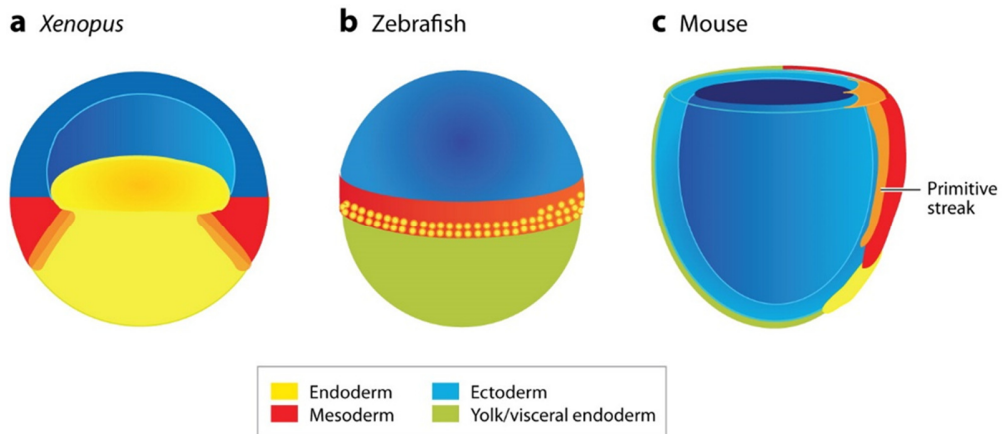 a Xenopus
b Zebrafish
c Mouse
Primitive
streak
Endoderm
Ectoderm
Mesoderm
Yolk/visceral endoderm